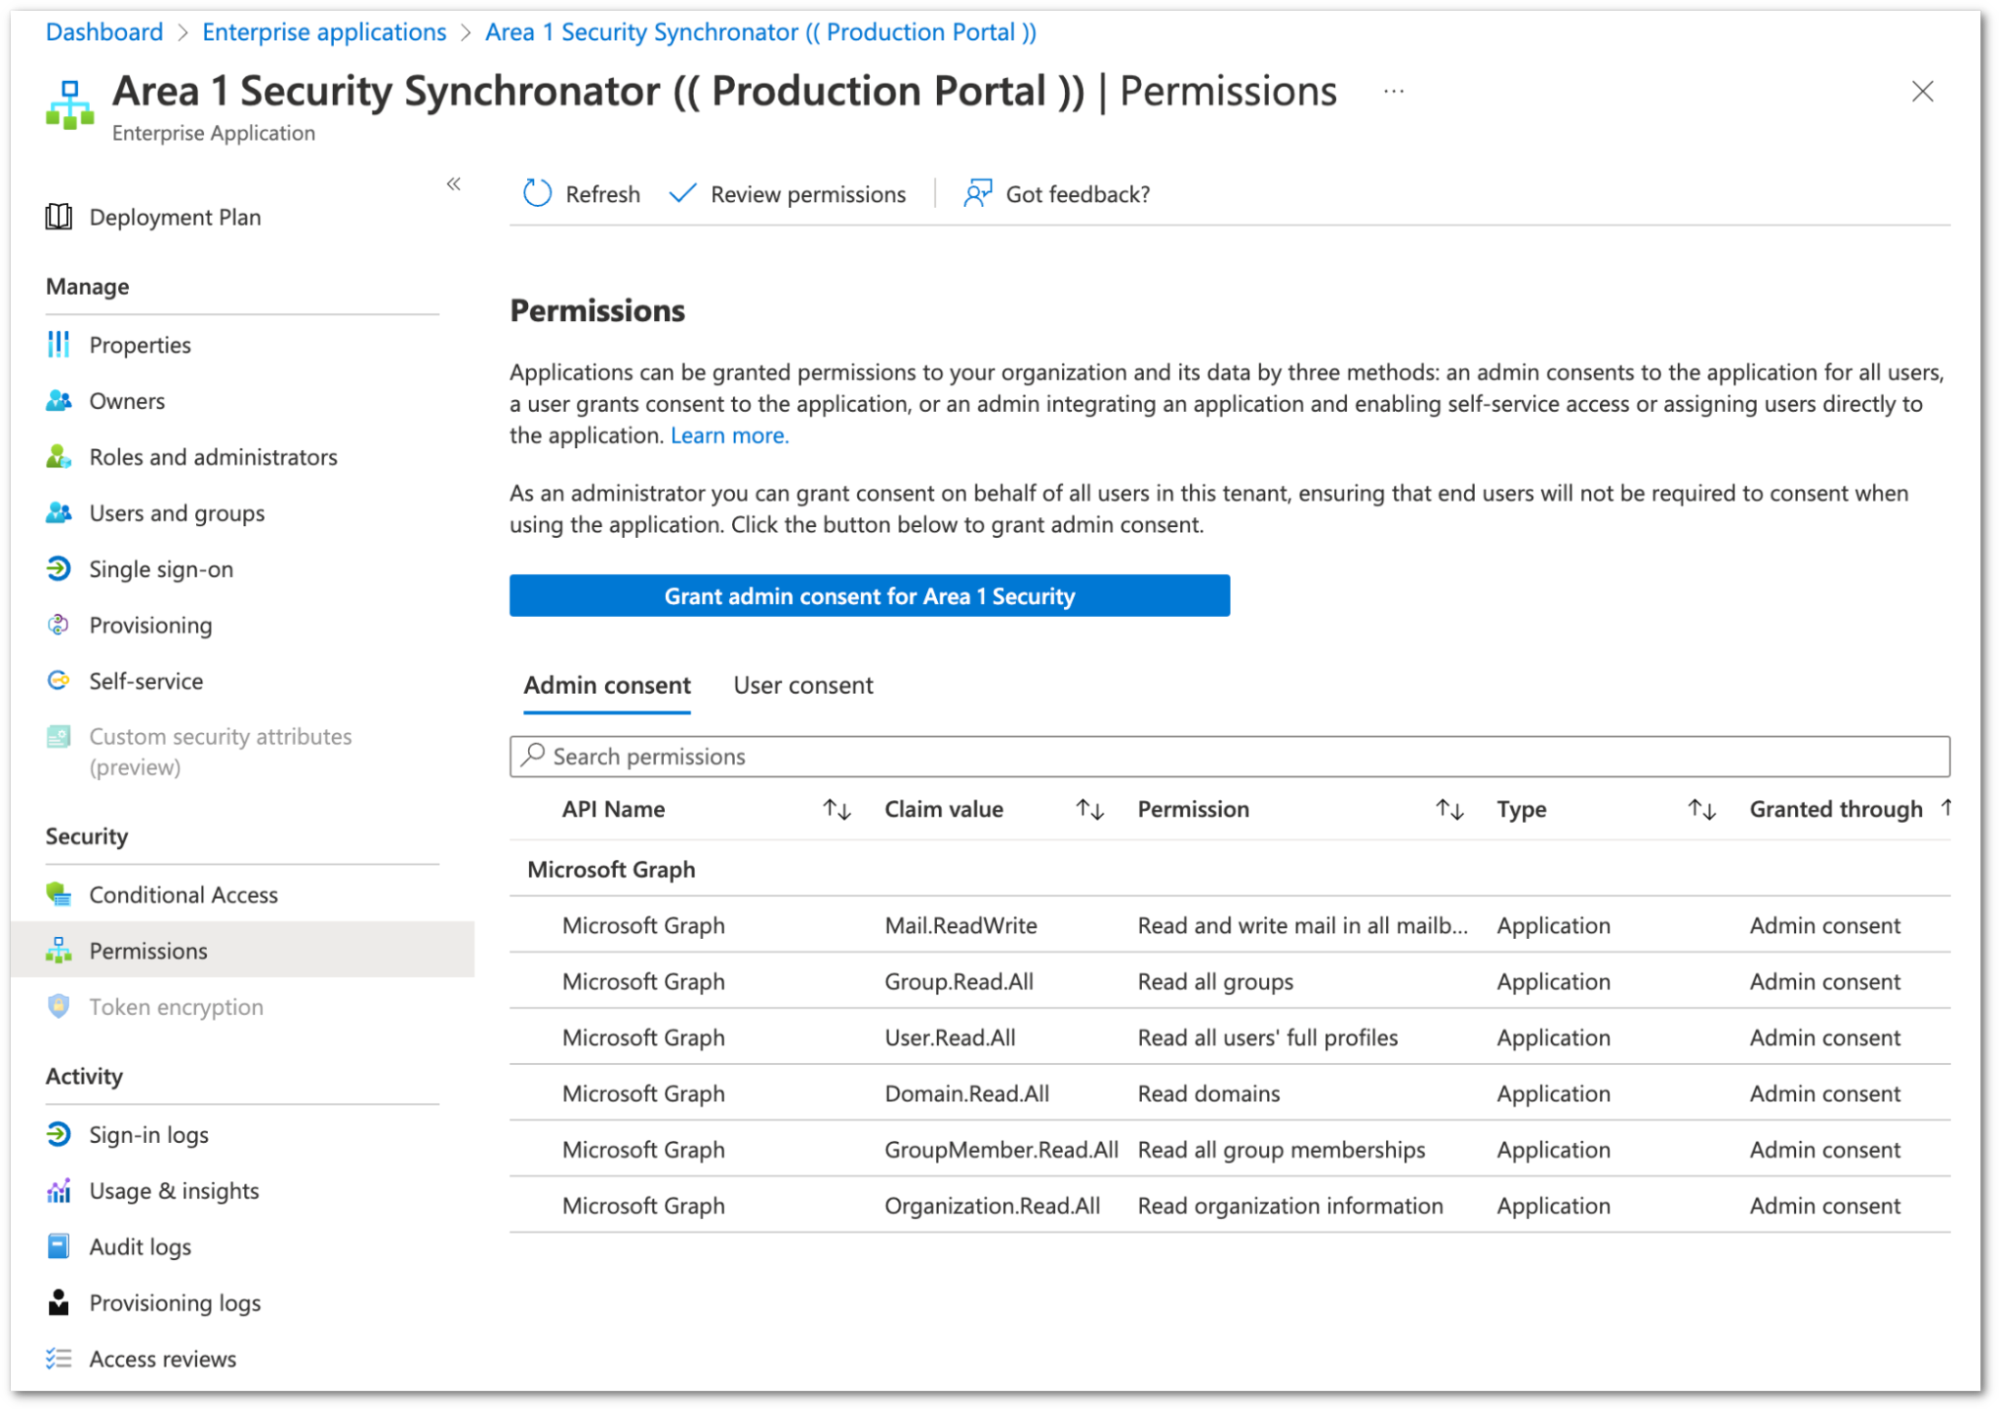 Dashboard > Enterprise applications > Area 1 Security Synchronator (( Production Portal ))
Area 1 Security Synchronator (( Production Portal )) | Permissions ...
Enterprise Application
«
Deployment Plan
Manage
Properties
Owners
Roles and administrators
Users and groups
Single sign-on
Provisioning
Self-service
Custom security attributes
(preview)
Security
Conditional Access
Permissions
Token encryption
Activity
Sign-in logs
Usage & insights
Audit logs
Provisioning logs
Access reviews
Refresh Review permissions Got feedback?
Permissions
Applications can be granted permissions to your organization and its data by three methods: an admin consents to the application for all users,
a user grants consent to the application, or an admin integrating an application and enabling self-service access or assigning users directly to
the application. Learn more.
As an administrator you can grant consent on behalf of all users in this tenant, ensuring that end users will not be required to consent when
using the application. Click the button below to grant admin consent.
Grant admin consent for Area 1 Security
Admin consent User consent
Search permissions
API Name Claim value Permission Type Granted through
Microsoft Graph
Microsoft Graph Mail.ReadWrite Read and write mail in all mailb... Application Admin consent
Microsoft Graph Group.Read.All Read all groups Application Admin consent
Microsoft Graph User.Read.All Read all users' full profiles Application Admin consent
Microsoft Graph Domain.Read.All Read domains Application Admin consent
Microsoft Graph GroupMember.Read.All Read all group memberships Application Admin consent
Microsoft Graph Organization.Read.All Read organization information Application Admin consent